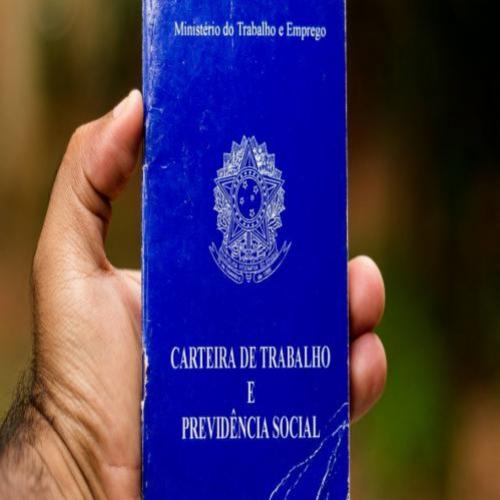 Ministério do Trabalho e Emprego
CARTEIRA DE TRABALHO
E
PREVIDÊNCIA SOCIAL